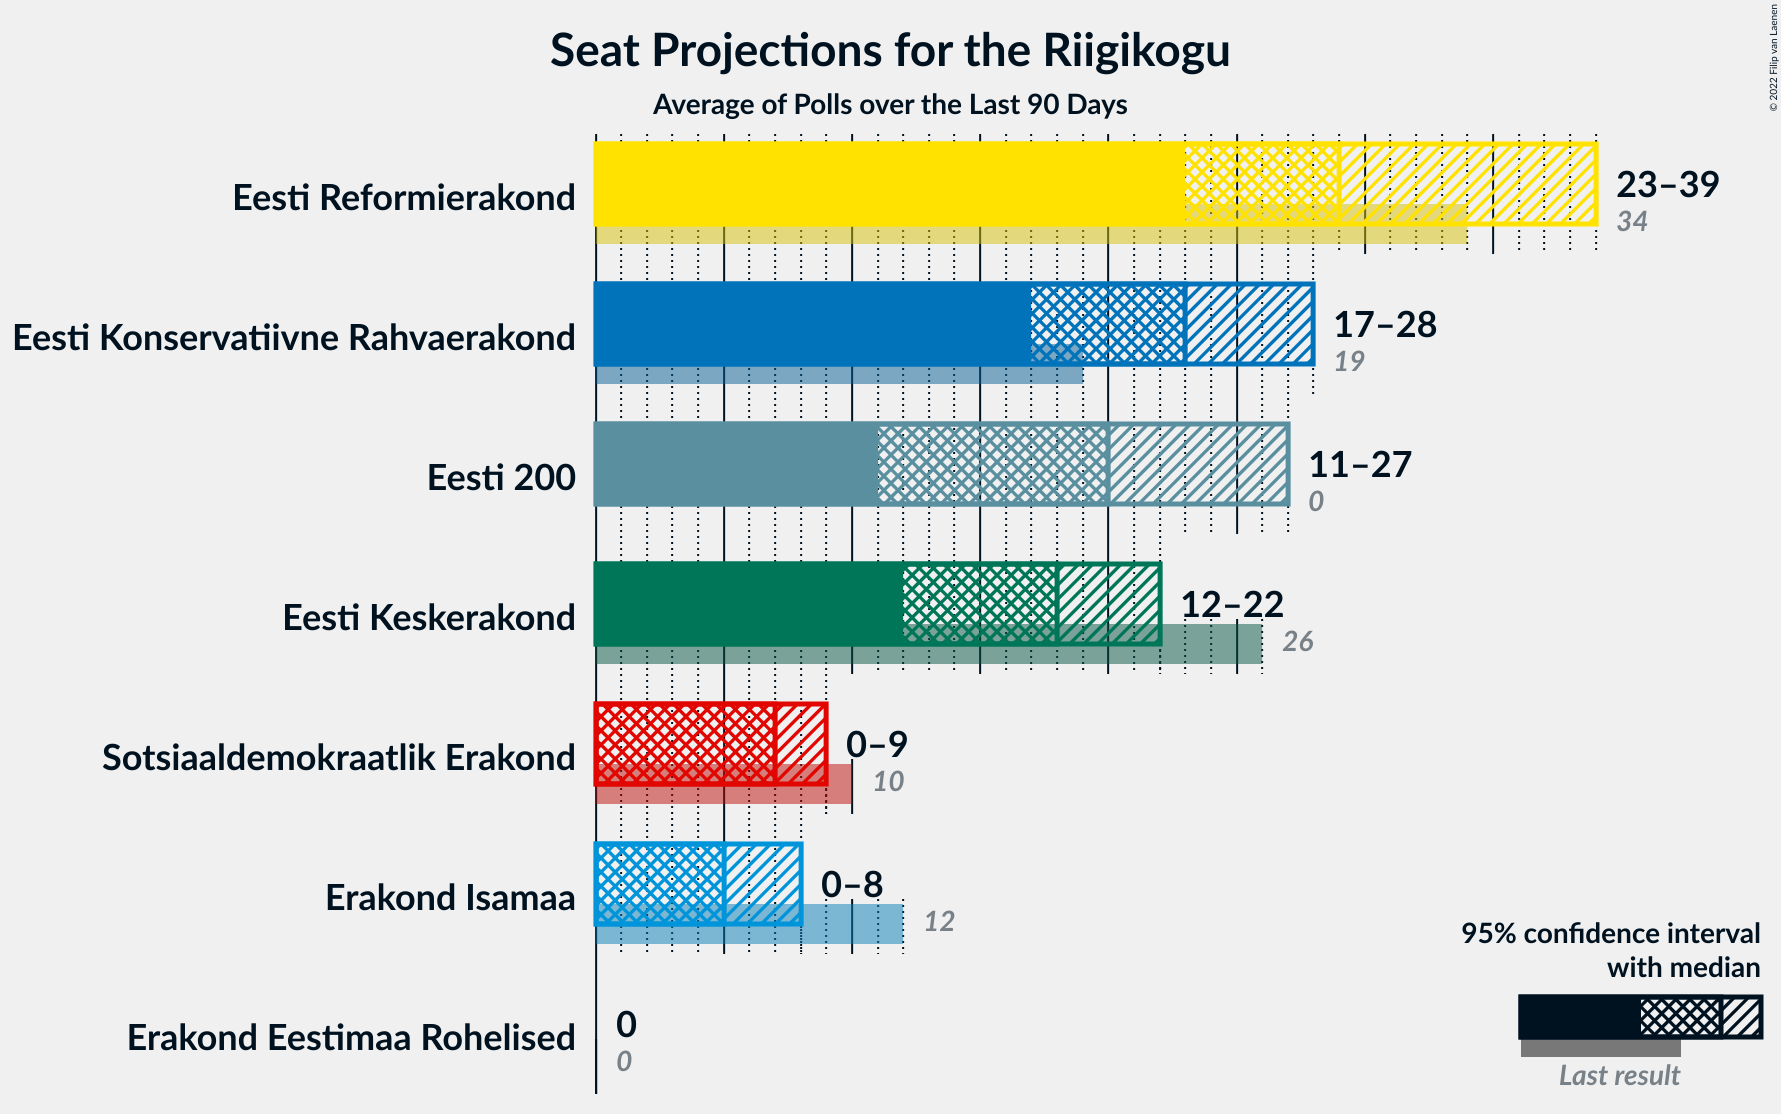 Seat Projections for the Riigikogu
Average of Polls over the Last 90 Days
© 2022 Filip van Laenen
Eesti Reformierakond
23–39
34
Eesti Konservatiivne Rahvaerakond
17–28
19
Eesti 200
11–27
0
Eesti Keskerakond
12–22
26
Sotsiaaldemokraatlik Erakond
0–9
10
Erakond Isamaa
0–8
12
Erakond Eestimaa Rohelised
0
0
95% confidence interval
with median
Last result